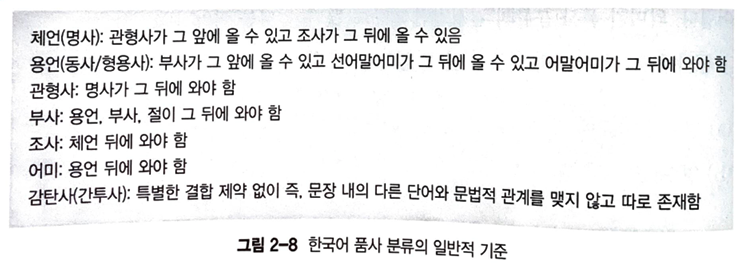 체언(명사): 관형사가 그 앞에 올 수 있고 조사가 그 뒤에 올 수 있음
용언(동사/형용사): 부사가 그 앞에 올 수 있고 선어말어미가 그 뒤에 올 수 있고 어말어미가 그 뒤에 와야 함
관형사: 명사가 그 뒤에 와야 함
부사: 용언, 부사, 절이 그 뒤에 와야 함
조사: 체언 뒤에 와야 함
어미: 용언 뒤에 와야 함
감탄사(간투사): 특별한 결합 제약 없이 즉, 문장 내의 다른 단어와 문법적 관계를 맺지 않고 따로 존재함
그림 2-8 한국어 품사 분류의 일반적 기준